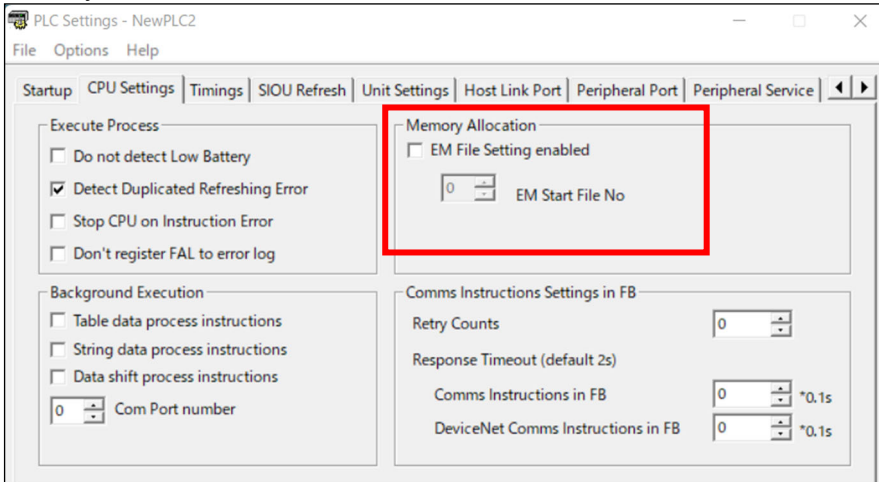 PLC Settings - NewPLC2
File Options Help
Startup CPU Settings Timings SIOU Refresh Unit Settings Host Link Port Peripheral Port Peripheral Service
Execute Process
Do not detect Low Battery
Detect Duplicated Refreshing Error
Stop CPU on Instruction Error
Don't register FAL to error log
Memory Allocation
EM File Setting enabled
0 EM Start File No
Background Execution
Table data process instructions
String data process instructions
Data shift process instructions
0 Com Port number
Comms Instructions Settings in FB
Retry Counts 0
Response Timeout (default 2s)
Comms Instructions in FB 0 *0.1s
DeviceNet Comms Instructions in FB 0 *0.1s